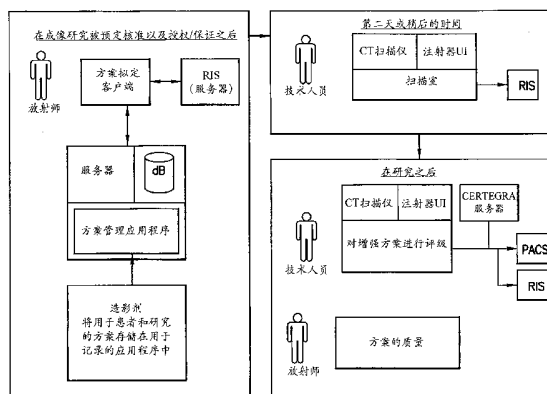 在成像研究被预定核准以及授权/保证之后
放射师
方案拟定
客户端
RIS
(服务器)
服务器
dB
方案管理应用程序
造影剂
将用于患者和研究
的方案存储在用于
记录的应用程序中
第二天或稍后的时间
技术人员
CT扫描仪
注射器UI
扫描室
RIS
在研究之后
技术人员
CT扫描仪
注射器UI
对增强方案进行评级
CERTEGRA
服务器
PACS
RIS
放射师
方案的质量